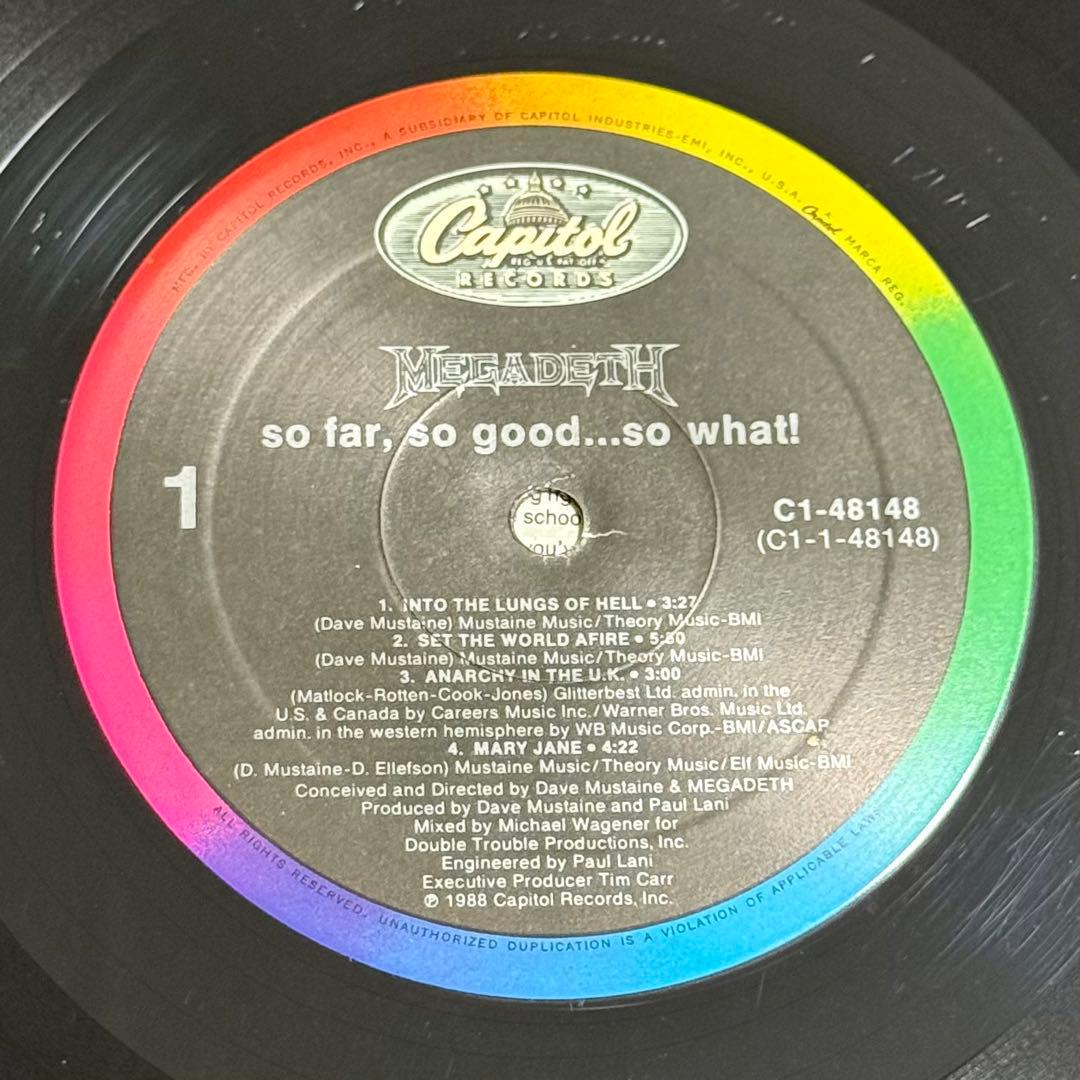 MFG. BY CAPITOL RECORDS, INC., A SUBSIDIARY OF CAPITOL INDUSTRIES-EMI, INC., U.S.A. Capitol MARCA REG.
Capitol
REG. U.S. PAT. OFF.
RECORDS
MEGADETH
so far, so good...so what!
1
C1-48148
(C1-1-48148)
schoo
you's
1. INTO THE LUNGS OF HELL • 3:27
(Dave Mustaine) Mustaine Music/Theory Music-BMI
2. SET THE WORLD AFIRE • 5:50
(Dave Mustaine) Mustaine Music/Theory Music-BMI
3. ANARCHY IN THE U.K. • 3:00
(Matlock-Rotten-Cook-Jones) Glitterbest Ltd. admin. in the
U.S. & Canada by Careers Music Inc./Warner Bros. Music Ltd.
admin. in the western hemisphere by WB Music Corp.-BMI/ASCAP
4. MARY JANE • 4:22
(D. Mustaine-D. Ellefson) Mustaine Music/Theory Music/Elf Music-BMI
Conceived and Directed by Dave Mustaine & MEGADETH
Produced by Dave Mustaine and Paul Lani
Mixed by Michael Wagener for
Double Trouble Productions, Inc.
Engineered by Paul Lani
Executive Producer Tim Carr
℗ 1988 Capitol Records, Inc.
ALL RIGHTS RESERVED. UNAUTHORIZED DUPLICATION IS A VIOLATION OF APPLICABLE LAWS.